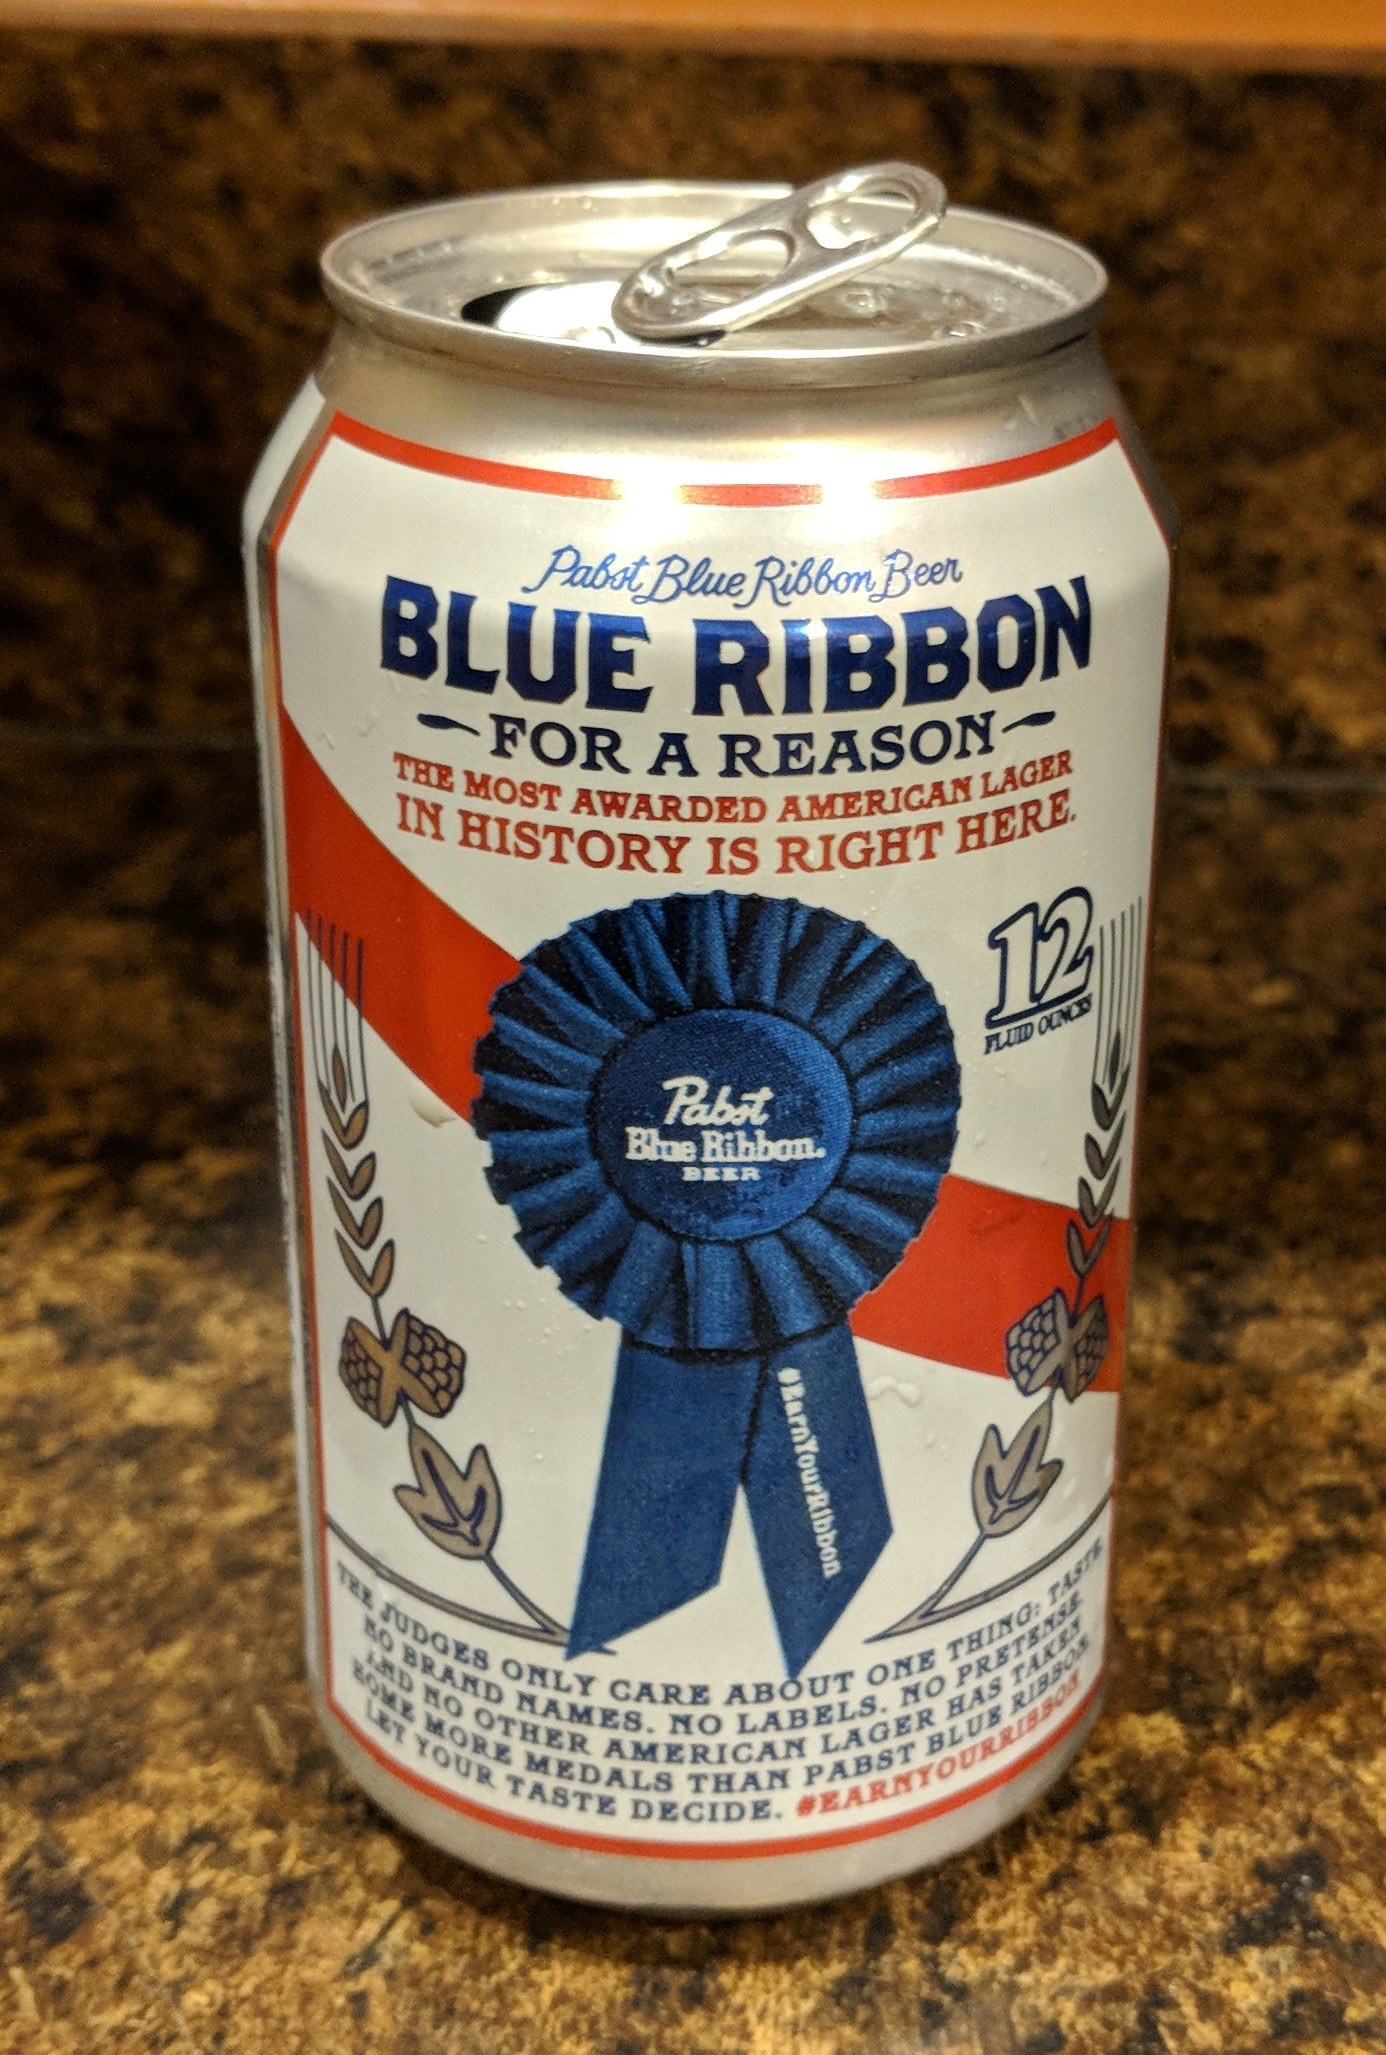 Pabst Blue Ribbon Beer
BLUE RIBBON
FOR A REASON
THE MOST AWARDED AMERICAN LAGER
IN HISTORY IS RIGHT HERE.
12
FLUID OUNCES
Pabst
Blue Ribbon.
BEER
#EarnYourRibbon
THE JUDGES ONLY CARE ABOUT ONE THING: TASTE.
NO BRAND NAMES. NO LABELS. NO PRETENSE.
AND NO OTHER AMERICAN LAGER HAS TAKEN
HOME MORE MEDALS THAN PABST BLUE RIBBON.
LET YOUR TASTE DECIDE. #EARNYOURRIBBON